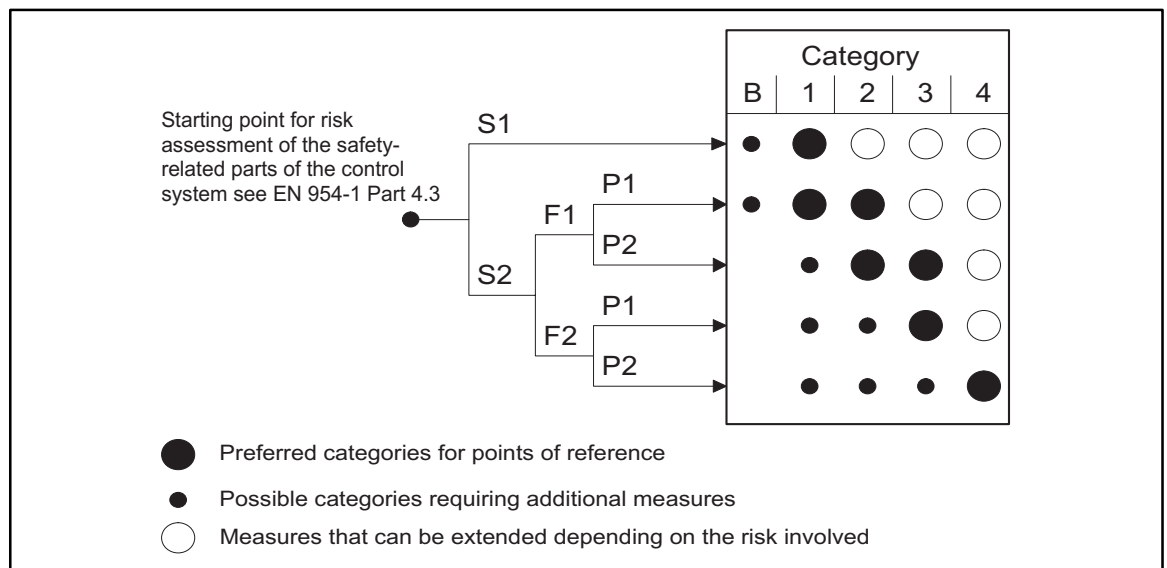 Category
B 1 2 3 4
Starting point for risk
assessment of the safety-
related parts of the control
system see EN 954-1 Part 4.3
S1
P1
F1
P2
S2
P1
F2
P2
Preferred categories for points of reference
Possible categories requiring additional measures
Measures that can be extended depending on the risk involved